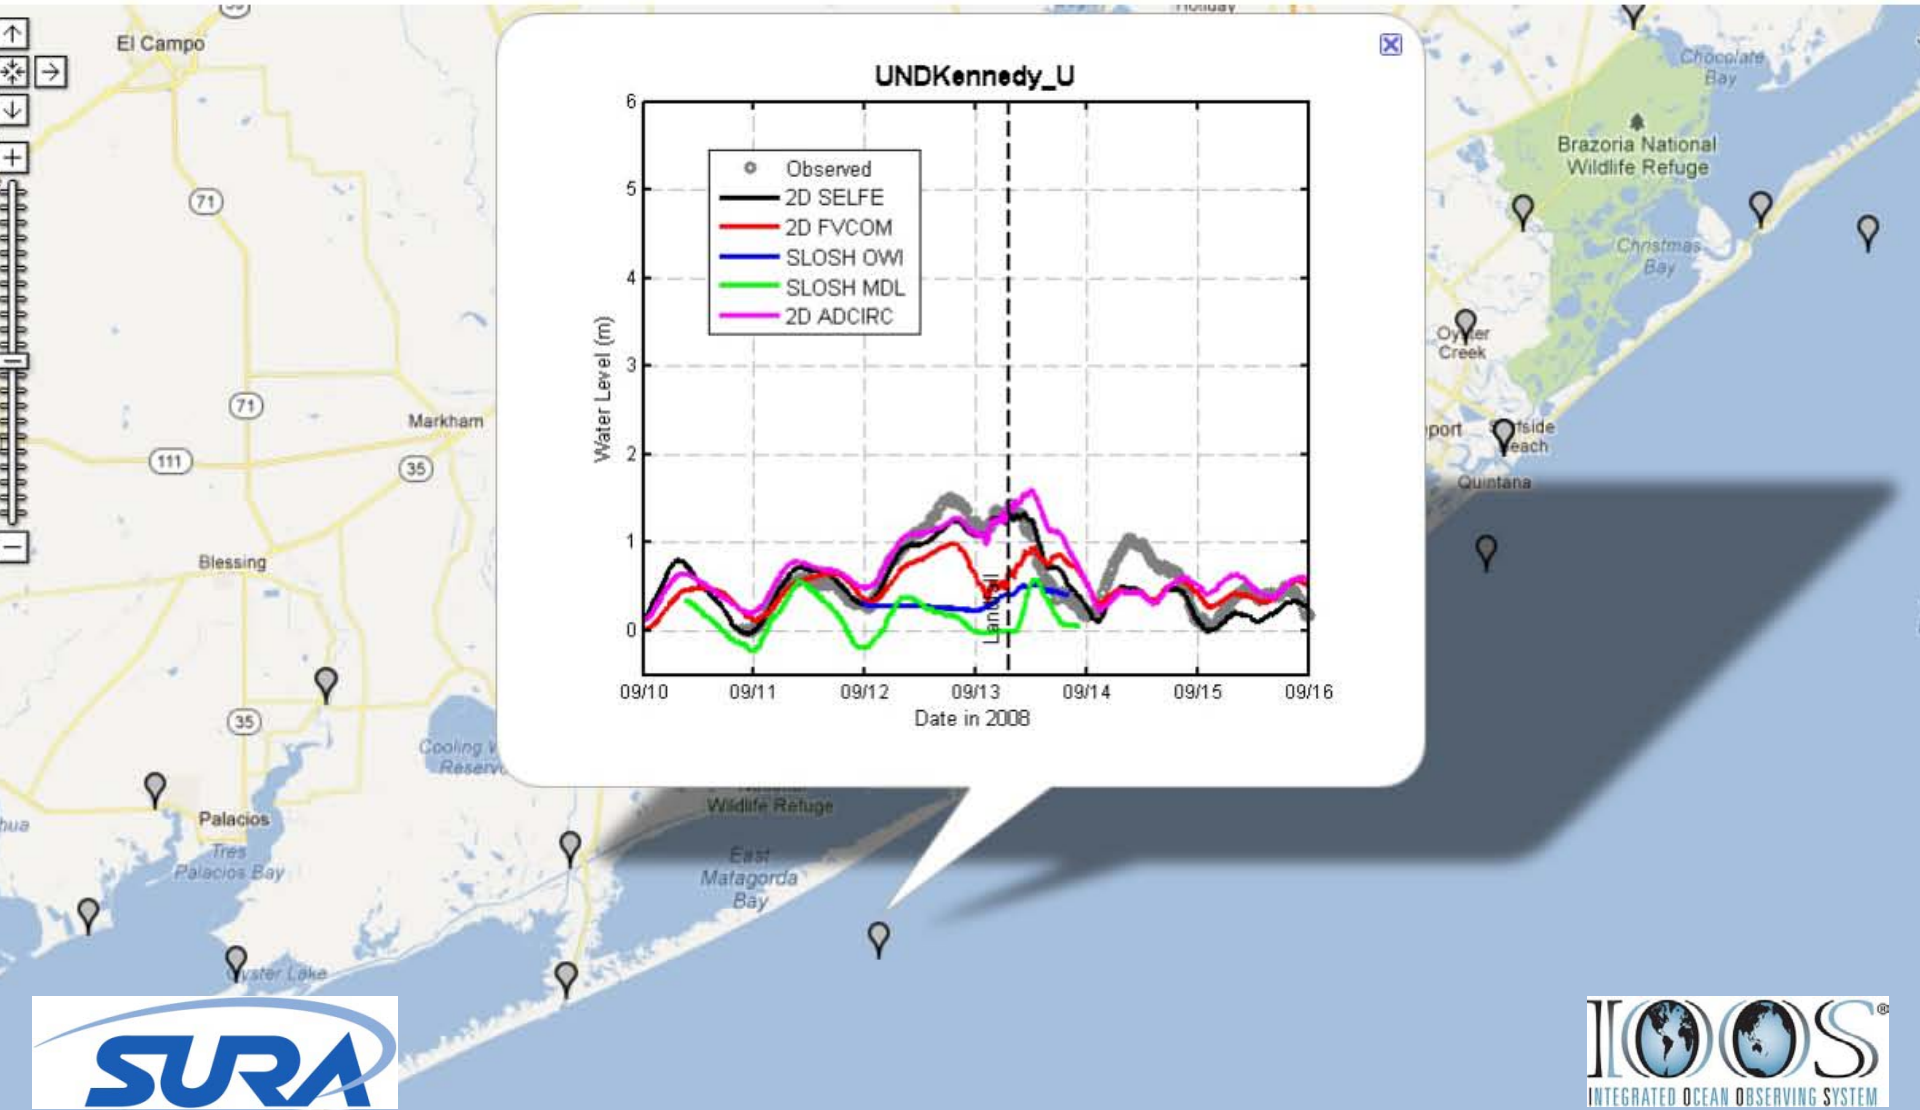 El Campo
71
71
111
35
Markham
Blessing
35
Palacios
Tres
Palacios Bay
Cooling
Wildlife Refuge
East
Matagorda
Bay
Lake
Chocolate
Bay
Brazoria National
Wildlife Refuge
Christmas
Bay
Creek
Quintana
UNDKennedy_U
Observed
2D SELFE
2D FVCOM
SLOSH OWI
SLOSH MDL
2D ADCIRC
Water Level (m)
6
5
4
3
2
1
0
Landfall
09/10
09/11
09/12
09/13
09/14
09/15
09/16
Date in 2008
SURA
IOOS®
INTEGRATED OCEAN OBSERVING SYSTEM